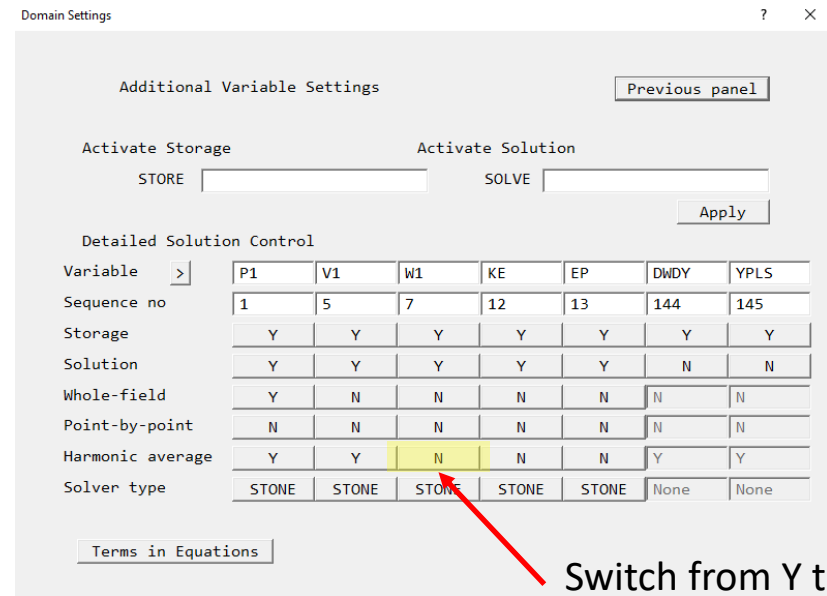 Domain Settings ? ×
Additional Variable Settings Previous panel
Activate Storage Activate Solution
STORE SOLVE
Apply
Detailed Solution Control
Variable > P1 V1 W1 KE EP DWDY YPLS
Sequence no 1 5 7 12 13 144 145
Storage Y Y Y Y Y Y Y
Solution Y Y Y Y Y N N
Whole-field Y N N N N N N
Point-by-point N N N N N N N
Harmonic average Y Y N N N Y Y
Solver type STONE STONE STONE STONE STONE None None
Terms in Equations
Switch from Y t